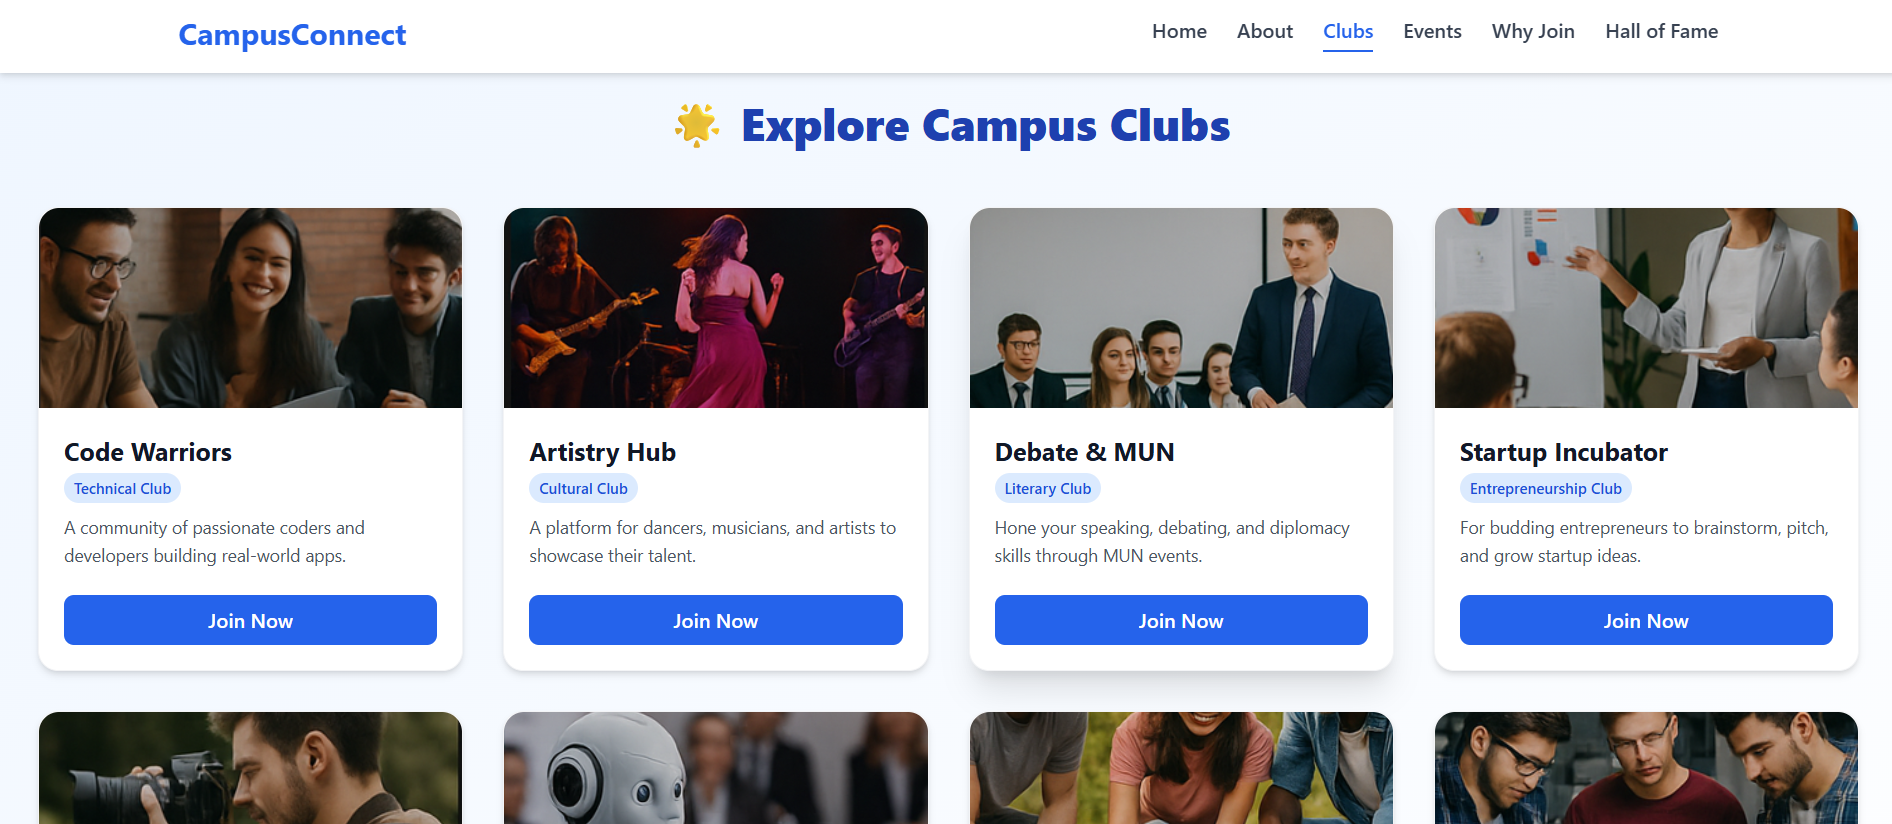 CampusConnect
Home About Clubs Events Why Join Hall of Fame
Explore Campus Clubs
Code Warriors
Technical Club
A community of passionate coders and
developers building real-world apps.
Join Now
Artistry Hub
Cultural Club
A platform for dancers, musicians, and artists to
showcase their talent.
Join Now
Debate & MUN
Literary Club
Hone your speaking, debating, and diplomacy
skills through MUN events.
Join Now
Startup Incubator
Entrepreneurship Club
For budding entrepreneurs to brainstorm, pitch,
and grow startup ideas.
Join Now